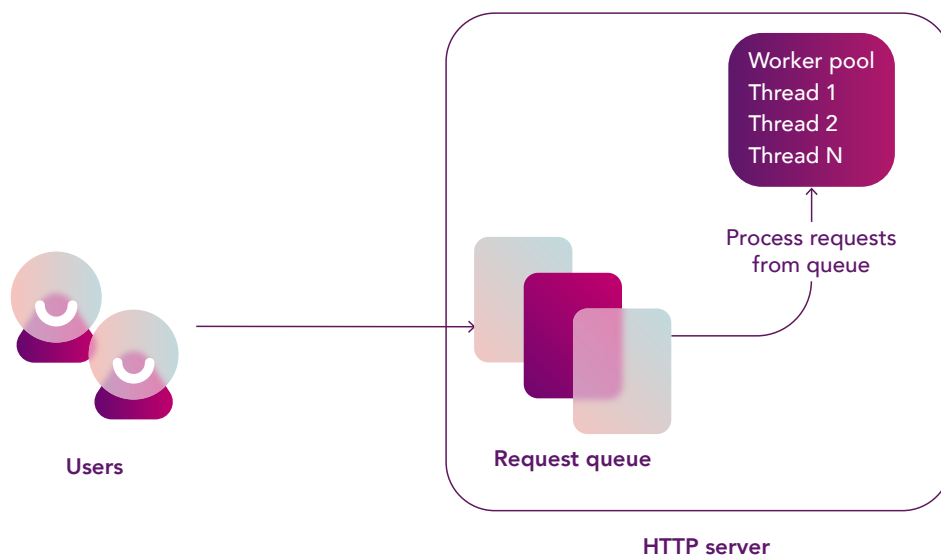 Worker pool
Thread 1
Thread 2
Thread N
Process requests
from queue
Request queue
Users
HTTP server